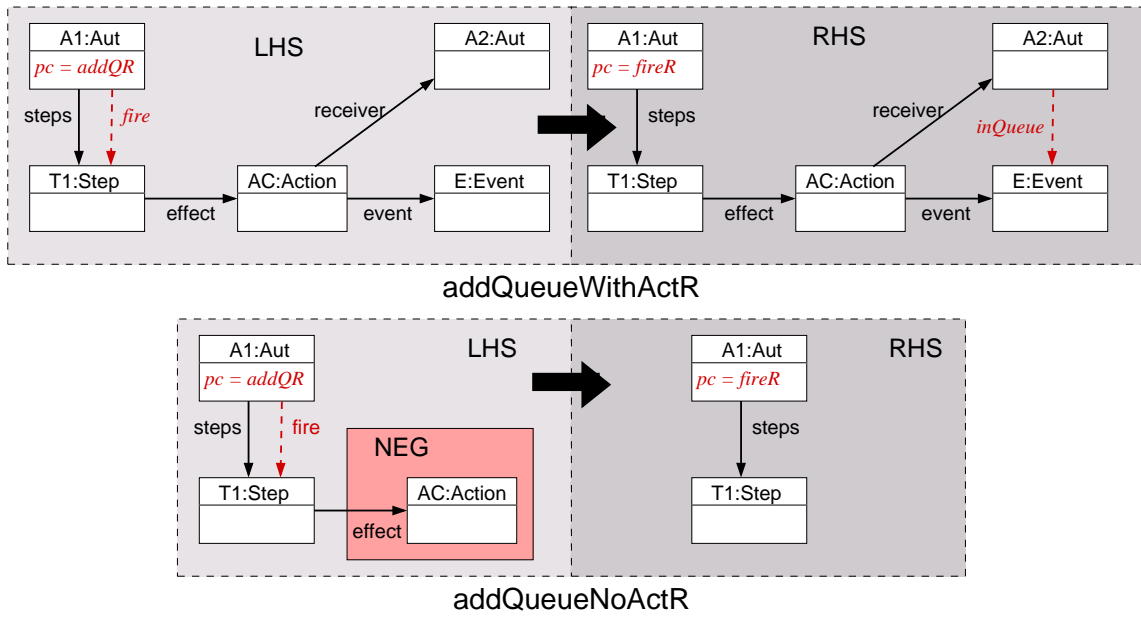 LHS
RHS
A1:Aut
pc = addQR
A2:Aut
A1:Aut
pc = fireR
A2:Aut
steps
fire
receiver
steps
receiver
inQueue
T1:Step
AC:Action
E:Event
T1:Step
AC:Action
E:Event
effect
event
effect
event
addQueueWithActR
LHS
RHS
A1:Aut
pc = addQR
A1:Aut
pc = fireR
steps
fire
steps
NEG
T1:Step
AC:Action
T1:Step
effect
addQueueNoActR